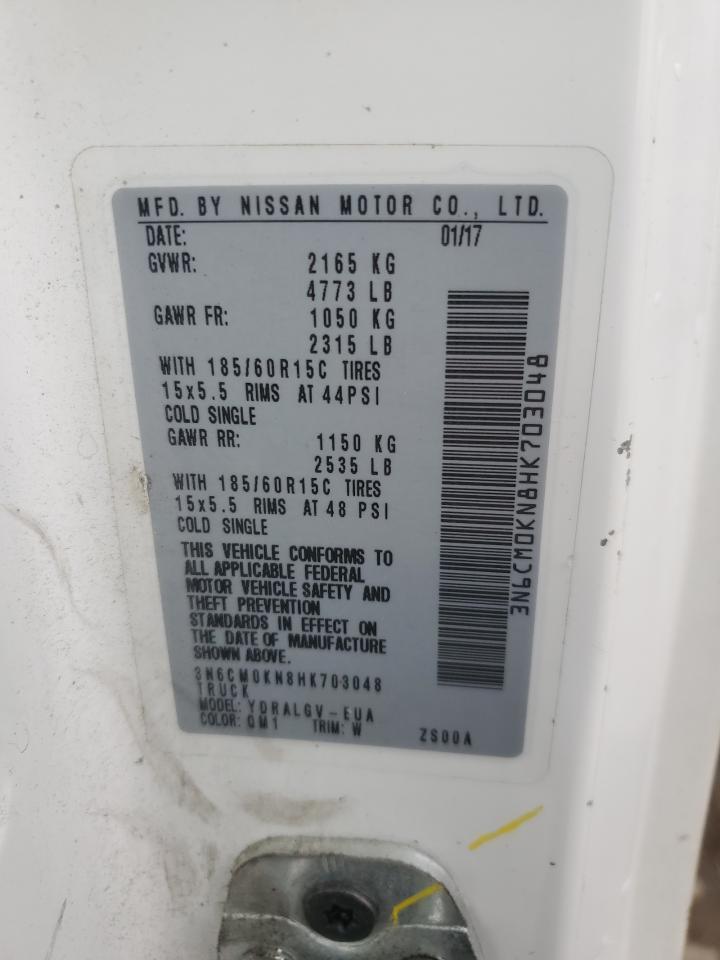 MFD. BY NISSAN MOTOR CO., LTD.
DATE: 01/17
GVWR: 2165 KG
4773 LB
GAWR FR: 1050 KG
2315 LB
WITH 185/60R15C TIRES
15x5.5 RIMS AT 44PSI
COLD SINGLE
GAWR RR: 1150 KG
2535 LB
WITH 185/60R15C TIRES
15x5.5 RIMS AT 48 PSI
COLD SINGLE
THIS VEHICLE CONFORMS TO
ALL APPLICABLE FEDERAL
MOTOR VEHICLE SAFETY AND
THEFT PREVENTION
STANDARDS IN EFFECT ON
THE DATE OF MANUFACTURE
SHOWN ABOVE.
3N6CM0KN8HK703048
TRUCK
MODEL: YDRALGV-EUA
COLOR: QM1 TRIM: W ZS00A
3N6CM0KN8HK703048